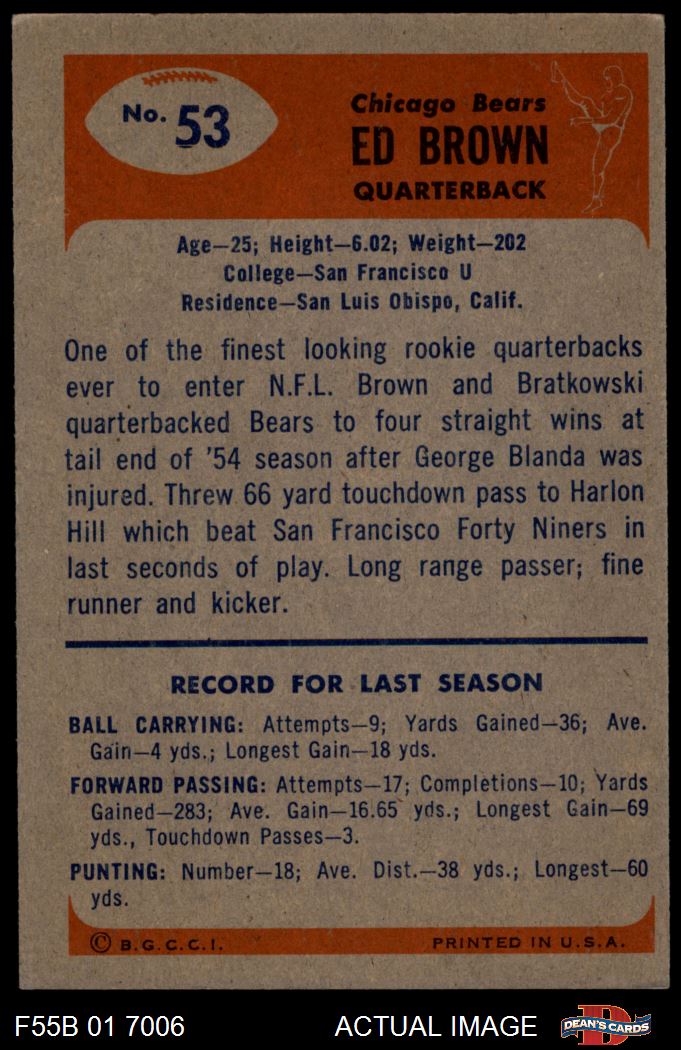 No. 53
Chicago Bears
ED BROWN
QUARTERBACK
Age—25; Height—6.02; Weight—202
College—San Francisco U
Residence—San Luis Obispo, Calif.
One of the finest looking rookie quarterbacks
ever to enter N.F.L. Brown and Bratkowski
quarterbacked Bears to four straight wins at
tail end of '54 season after George Blanda was
injured. Threw 66 yard touchdown pass to Harlon
Hill which beat San Francisco Forty Niners in
last seconds of play. Long range passer; fine
runner and kicker.
RECORD FOR LAST SEASON
BALL CARRYING: Attempts—9; Yards Gained—36; Ave.
Gain—4 yds.; Longest Gain—18 yds.
FORWARD PASSING: Attempts—17; Completions—10; Yards
Gained—283; Ave. Gain—16.65 yds.; Longest Gain—69
yds., Touchdown Passes—3.
PUNTING: Number—18; Ave. Dist.—38 yds.; Longest—60
yds.
© B.G.C.C.I. PRINTED IN U.S.A.
F55B 01 7006 ACTUAL IMAGE D DEAN'S CARDS